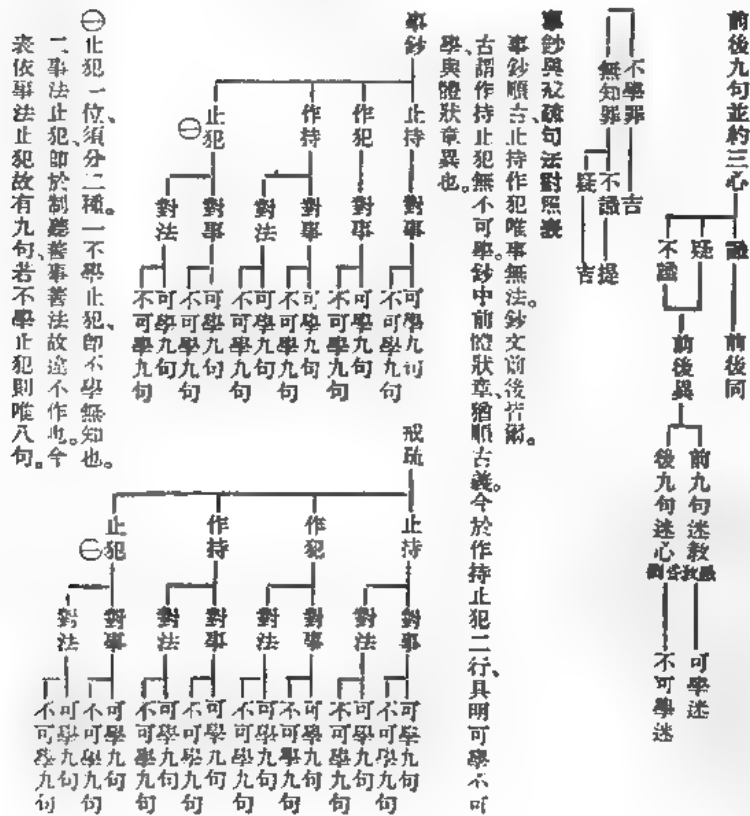 前後九句並約三心
識
前後同
疑
不識
前後異
前九句迷教
可學迷
後九句迷心
不可學迷
不學罪
吉
無知罪
不識
提
疑
吉
事鈔與戒疏句法對照表
事鈔順古、止持作犯唯事無法。鈔文前後皆爾。
古謂作持止犯無不可學。鈔中前體狀章、猶順古義。今於作持止犯二行、具明可學不可
學、與體狀章異也。
事鈔
止持
對事
可學九句
不可學九句
作犯
對事
可學九句
不可學九句
作持
對事
可學九句
不可學九句
對法
可學九句
不可學九句
㊀止犯
對事
可學九句
不可學九句
對法
可學九句
不可學九句
戒疏
止持
對事
可學九句
不可學九句
對法
可學九句
不可學九句
作犯
對事
可學九句
不可學九句
對法
可學九句
不可學九句
作持
對事
可學九句
不可學九句
對法
可學九句
不可學九句
㊀止犯
對事
可學九句
不可學九句
對法
可學九句
不可學九句
㊀止犯一位、須分二種。一不學止犯、卽不學無知也。
二事法止犯、卽於制聽善事善法故違不作也。今
表依事法止犯故有九句、若不學止犯則唯八句。